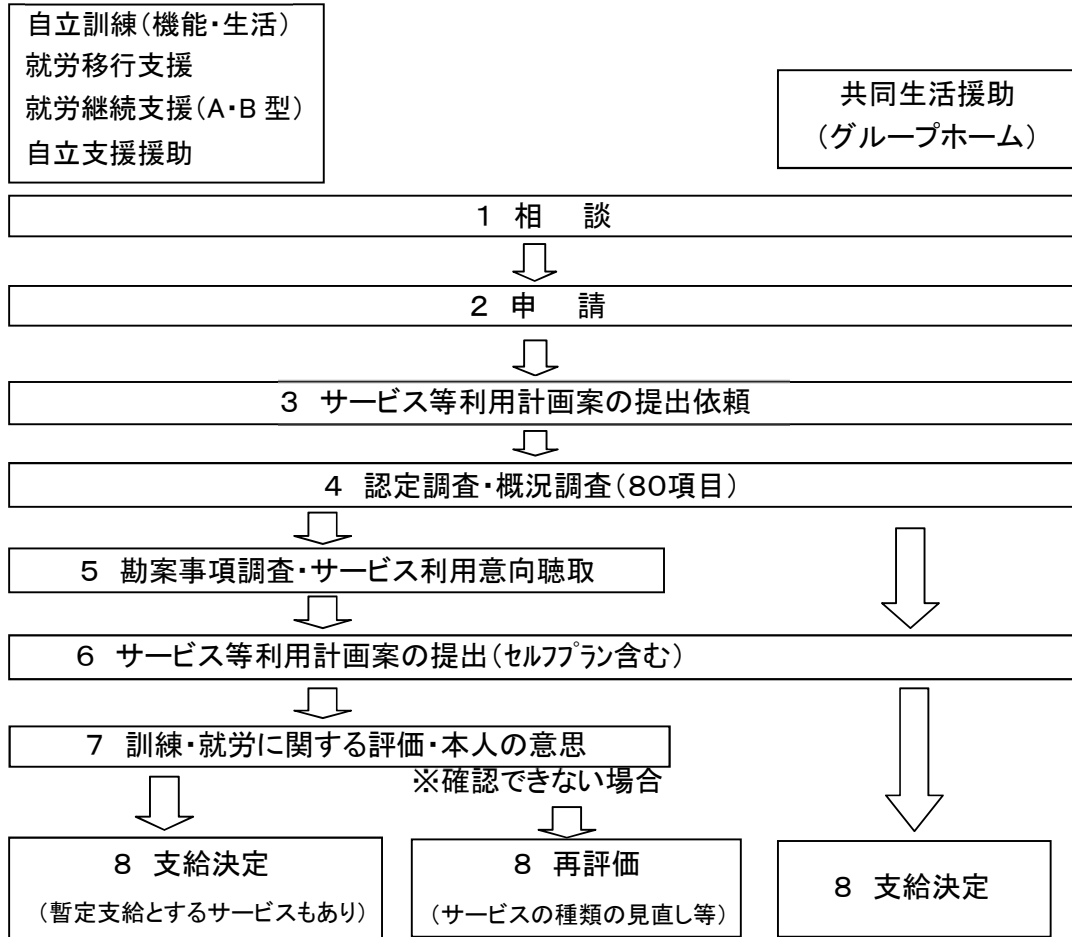 自立訓練(機能・生活)
就労移行支援
就労継続支援(A・B型)
自立支援援助
共同生活援助
(グループホーム)
1 相　談
2 申　請
3 サービス等利用計画案の提出依頼
4 認定調査・概況調査(80項目)
5 勘案事項調査・サービス利用意向聴取
6 サービス等利用計画案の提出(ｾﾙﾌﾌﾟﾗﾝ含む)
7 訓練・就労に関する評価・本人の意思
※確認できない場合
8 支給決定
(暫定支給とするサービスもあり)
8 再評価
(サービスの種類の見直し等)
8 支給決定